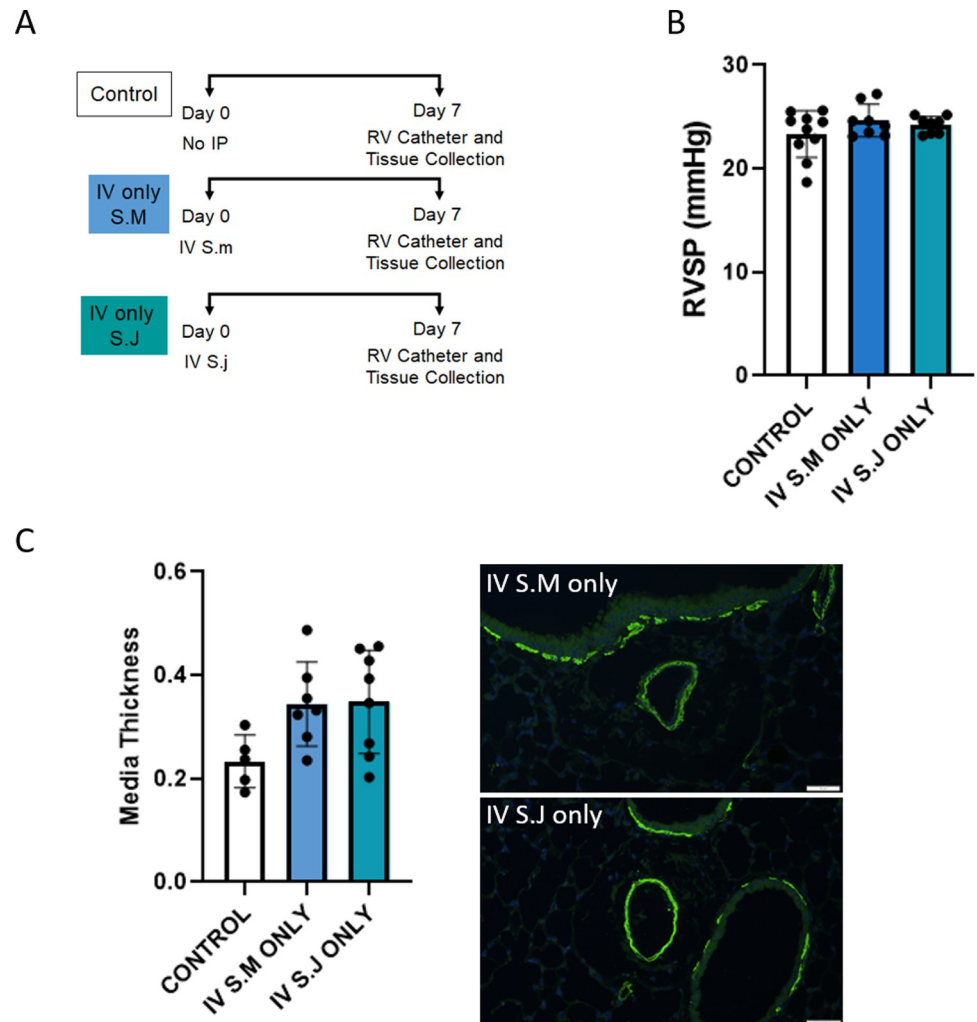 A
Control
Day 0
Day 7
No IP
RV Catheter and
Tissue Collection
IV only
S.M
Day 0
Day 7
IV S.m
RV Catheter and
Tissue Collection
IV only
S.J
Day 0
Day 7
IV S.j
RV Catheter and
Tissue Collection
B
RVSP (mmHg)
30
20
10
0
CONTROL
IV S.M ONLY
IV S.J ONLY
C
Media Thickness
0.6
0.4
0.2
0.0
CONTROL
IV S.M ONLY
IV S.J ONLY
IV S.M only
IV S.J only